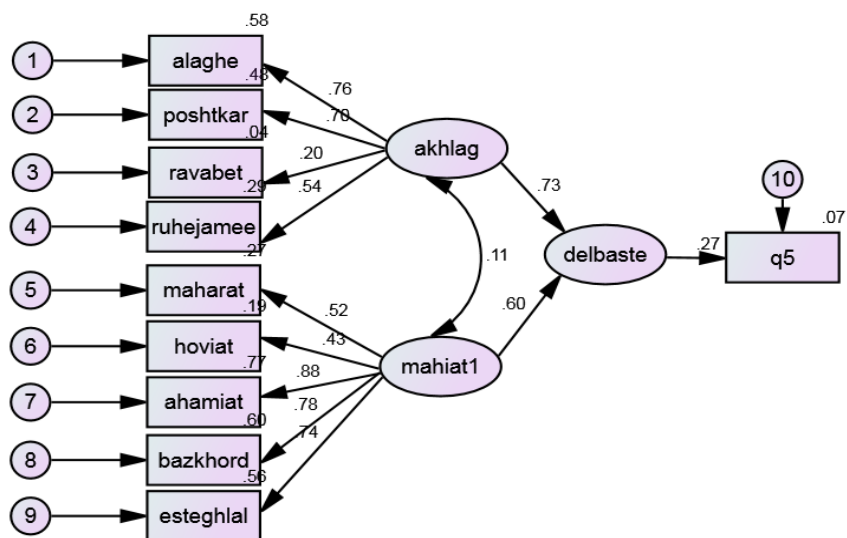 .58
1
alaghe
.48
.76
2
poshtkar
.70
.04
akhlag
3
ravabet
.20
.29
.54
.73
10
4
ruhejamee
.07
.27
.11
delbaste
.27
q5
5
maharat
.19
.52
.60
6
hoviat
.43
.77
mahiat1
7
ahamiat
.88
.60
.78
8
bazkhord
.74
.56
9
esteghlal